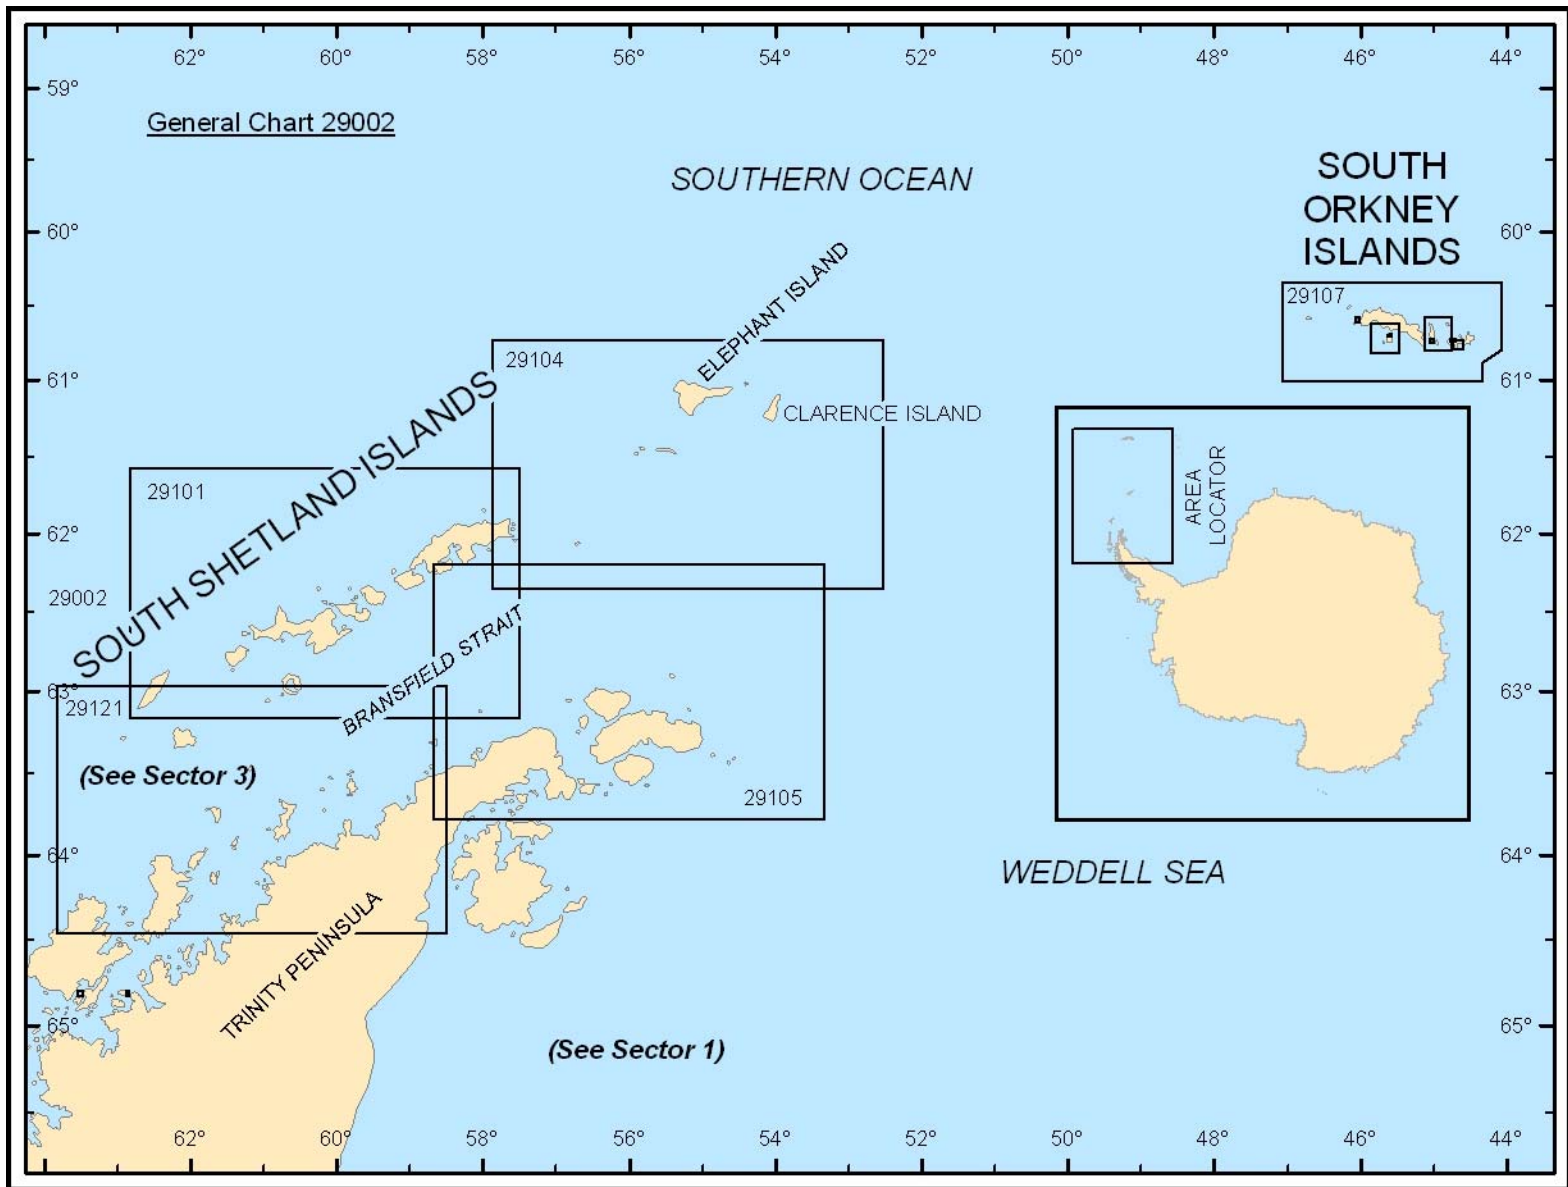 62° 60° 58° 56° 54° 52° 50° 48° 46° 44°
59°
General Chart 29002
SOUTHERN OCEAN
SOUTH
ORKNEY
ISLANDS
60° 60°
29107
ELEPHANT ISLAND
29104
61° 61°
CLARENCE ISLAND
SOUTH SHETLAND ISLANDS
29101
AREA
LOCATOR
62° 62°
29002
BRANSFIELD STRAIT
63° 63°
29121
(See Sector 3)
29105
64° 64°
WEDDELL SEA
TRINITY PENINSULA
65° 65°
(See Sector 1)
62° 60° 58° 56° 54° 52° 50° 48° 46° 44°